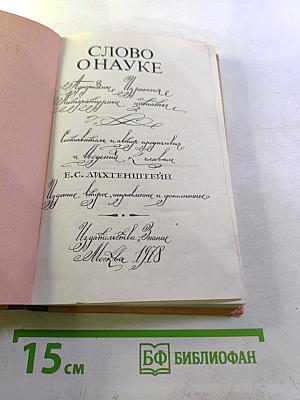 СЛОВО
О НАУКЕ
Афоризмы Изречения
Литературные цитаты
Составитель и автор предисловия
и введений к главам
Е.С. ЛИХТЕНШТЕЙН
Издание второе, исправленное и дополненное
Издательство Знание
Москва 1978
15 см
БФ БИБЛИОФАН